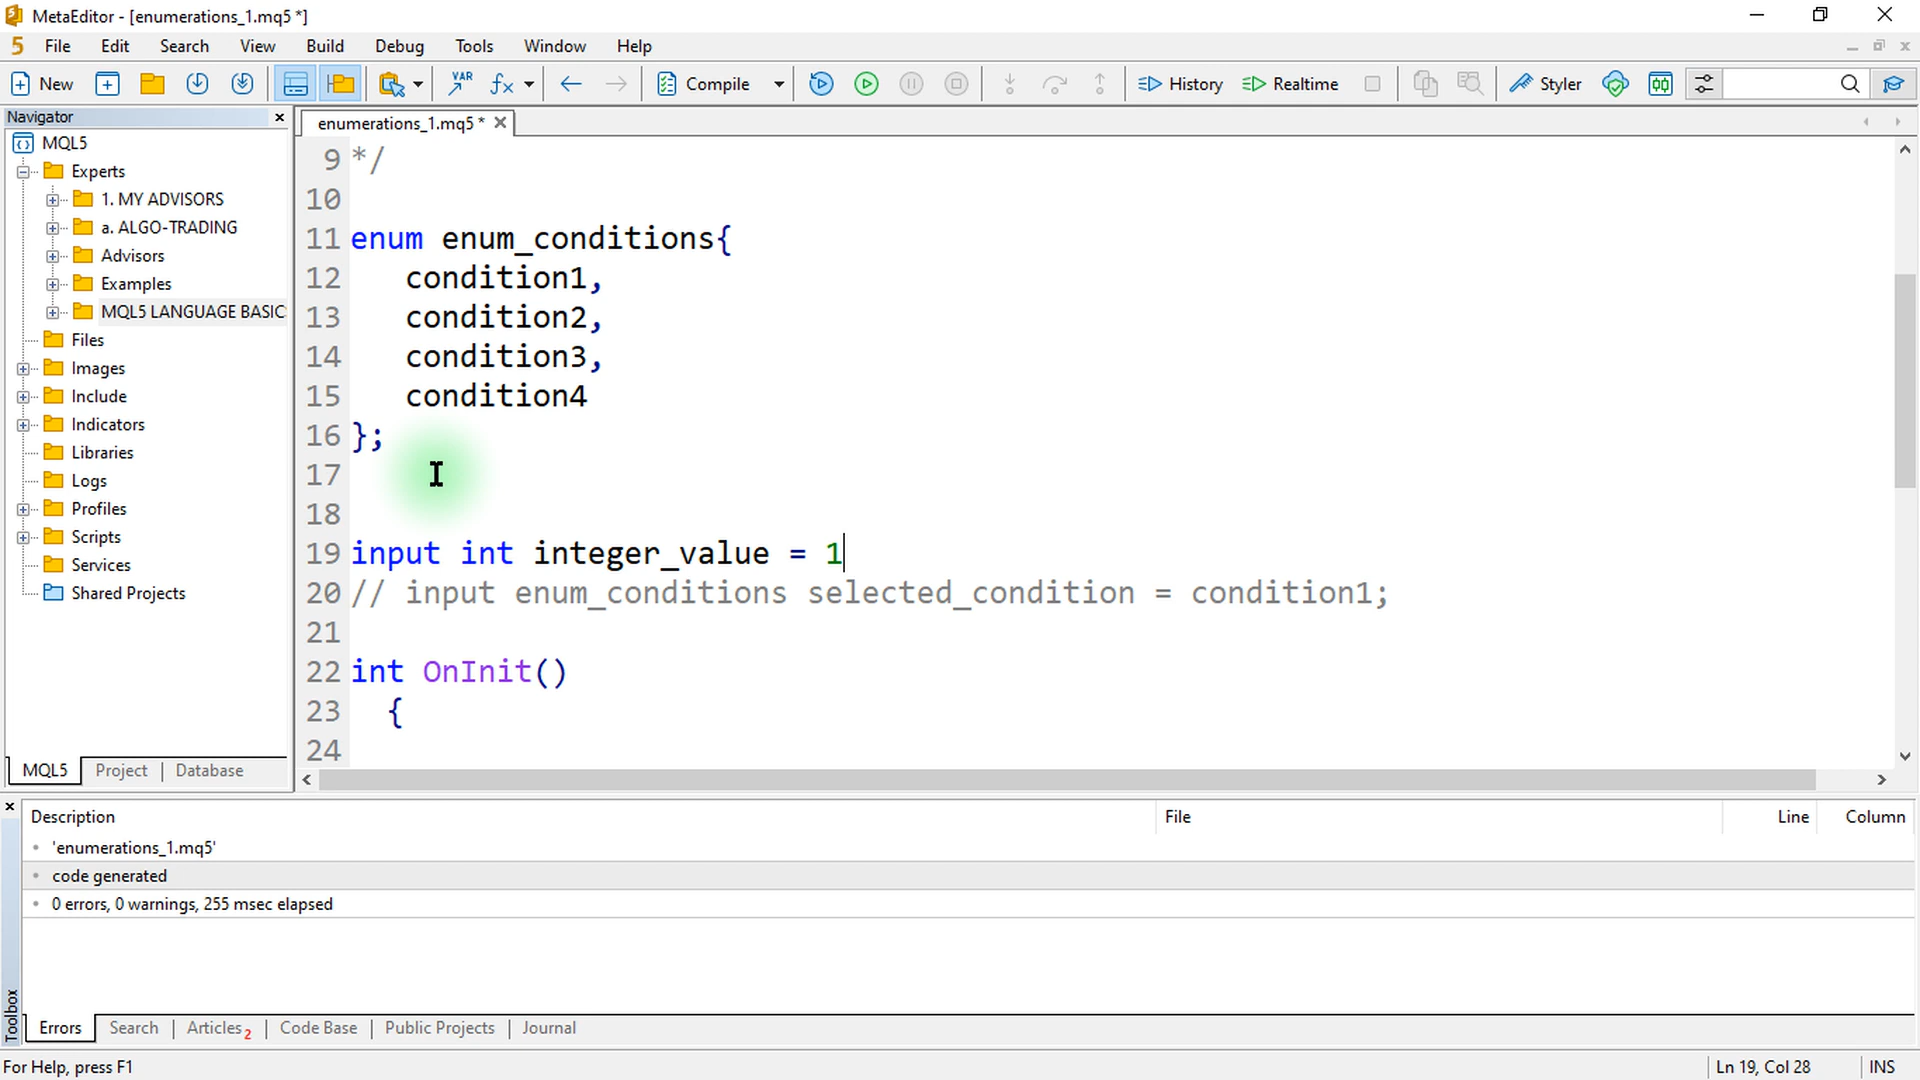 MetaEditor - [enumerations_1.mq5 *]
5 File Edit Search View Build Debug Tools Window Help
New VAR fx Compile History Realtime Styler
Navigator
enumerations_1.mq5 *
MQL5
Experts
1. MY ADVISORS
a. ALGO-TRADING
Advisors
Examples
MQL5 LANGUAGE BASIC
Files
Images
Include
Indicators
Libraries
Logs
Profiles
Scripts
Services
Shared Projects
MQL5 Project Database
9 */
10
11 enum enum_conditions{
12 condition1,
13 condition2,
14 condition3,
15 condition4
16 };
17
18
19 input int integer_value = 1
20 // input enum_conditions selected_condition = condition1;
21
22 int OnInit()
23 {
24
Description File Line Column
'enumerations_1.mq5'
code generated
0 errors, 0 warnings, 255 msec elapsed
Toolbox
Errors Search Articles 2 Code Base Public Projects Journal
For Help, press F1 Ln 19, Col 28 INS